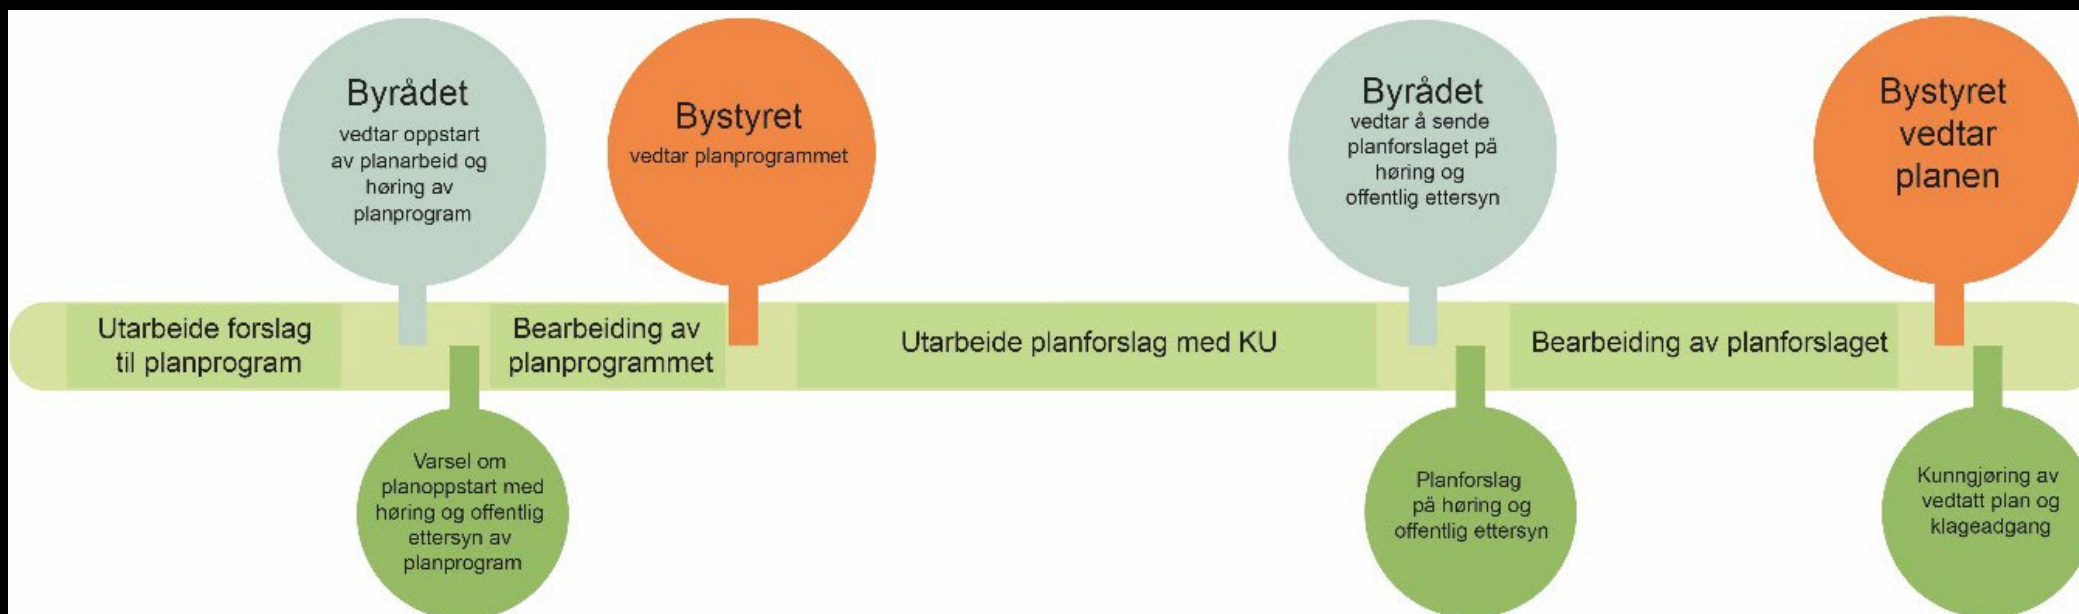 Byrådet
vedtar oppstart
av planarbeid og
høring av
planprogram
Bystyret
vedtar planprogrammet
Byrådet
vedtar å sende
planforslaget på
høring og
offentlig ettersyn
Bystyret
vedtar
planen
Utarbeide forslag
til planprogram
Bearbeiding av
planprogrammet
Utarbeide planforslag med KU
Bearbeiding av planforslaget
Varsel om
planoppstart med
høring og offentlig
ettersyn av
planprogram
Planforslag
på høring og
offentlig ettersyn
Kunngjøring av
vedtatt plan og
klageadgang